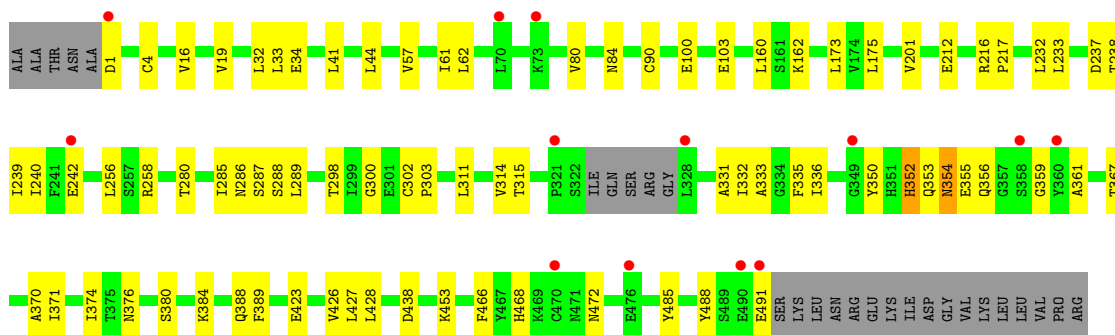 ALA ALA THR ASN ALA D1 C4 V16 V19 L32 L33 E34 L41 L44 V57 I61 L62 L70 K73 V80 N84 C90 E100 E103 L160 S161 K162 L173 V174 L175 V201 E212 R216 P217 L232 L233 D237 T238
I239 I240 F241 E242 L256 S257 R258 T280 I285 N286 S287 S288 L289 T298 I299 G300 E301 C302 P303 L311 V314 T315 P321 S322 ILE GLN SER ARG GLY L328 A331 I332 A333 G334 F335 I336 G349 Y350 H351 H352 Q353 N354 E355 Q356 G357 S358 G359 Y360 A361 T367
A370 I371 I374 T375 N376 S380 K384 Q388 F389 E423 V426 L427 L428 D438 K453 F466 Y467 H468 K469 C470 N471 N472 E476 Y485 Y488 S489 E490 E491 SER LYS LEU ASN ARG GLU LYS ILE ASP GLY VAL LYS LEU LEU VAL PRO ARG